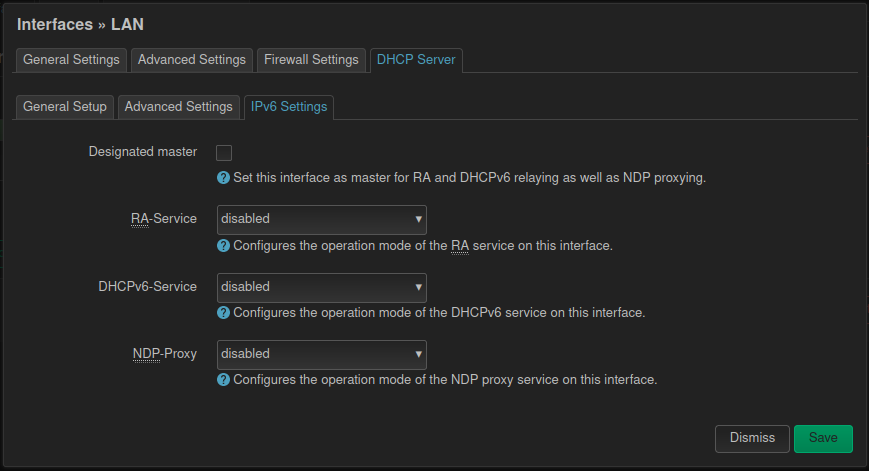 Interfaces » LAN
General Settings Advanced Settings Firewall Settings DHCP Server
General Setup Advanced Settings IPv6 Settings
Designated master
Set this interface as master for RA and DHCPv6 relaying as well as NDP proxying.
RA-Service disabled
Configures the operation mode of the RA service on this interface.
DHCPv6-Service disabled
Configures the operation mode of the DHCPv6 service on this interface.
NDP-Proxy disabled
Configures the operation mode of the NDP proxy service on this interface.
Dismiss Save